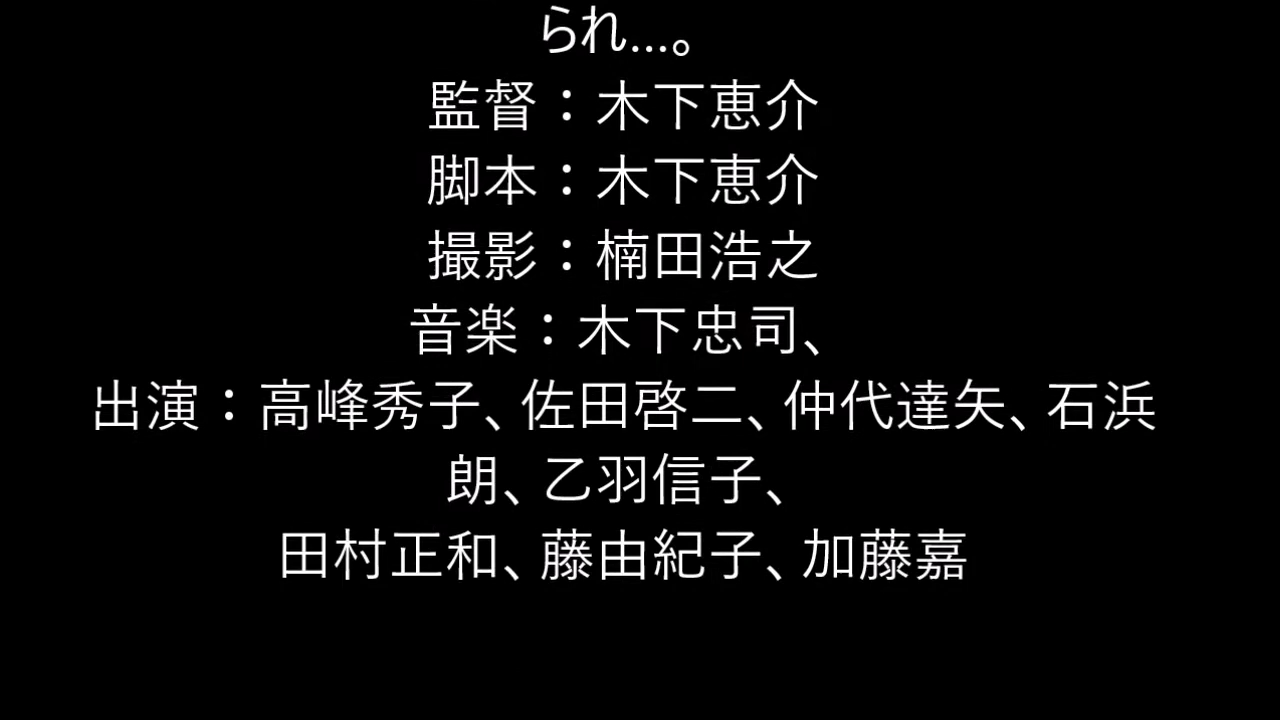 られ…。
監督：木下恵介
脚本：木下恵介
撮影：楠田浩之
音楽：木下忠司、
出演：高峰秀子、佐田啓二、仲代達矢、石浜
朗、乙羽信子、
田村正和、藤由紀子、加藤嘉